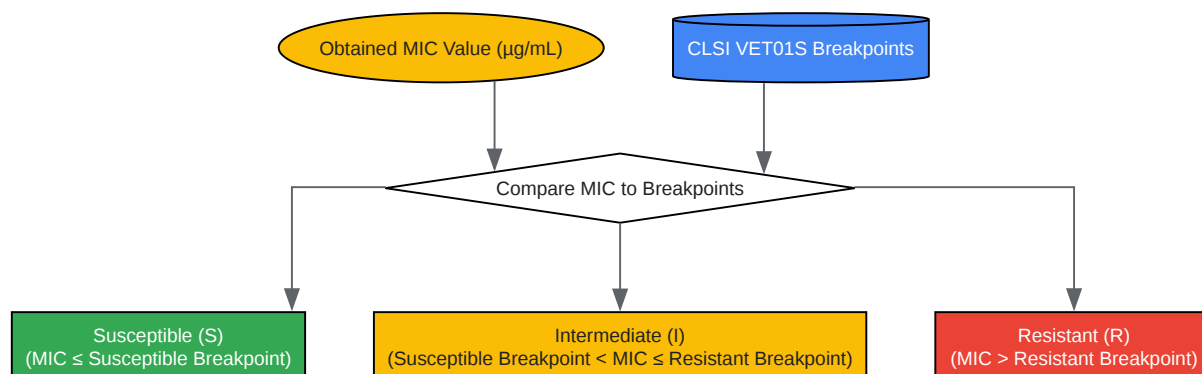 Obtained MIC Value (µg/mL)
CLSI VET01S Breakpoints
Compare MIC to Breakpoints
Susceptible (S)
(MIC ≤ Susceptible Breakpoint)
Intermediate (I)
(Susceptible Breakpoint < MIC ≤ Resistant Breakpoint)
Resistant (R)
(MIC > Resistant Breakpoint)